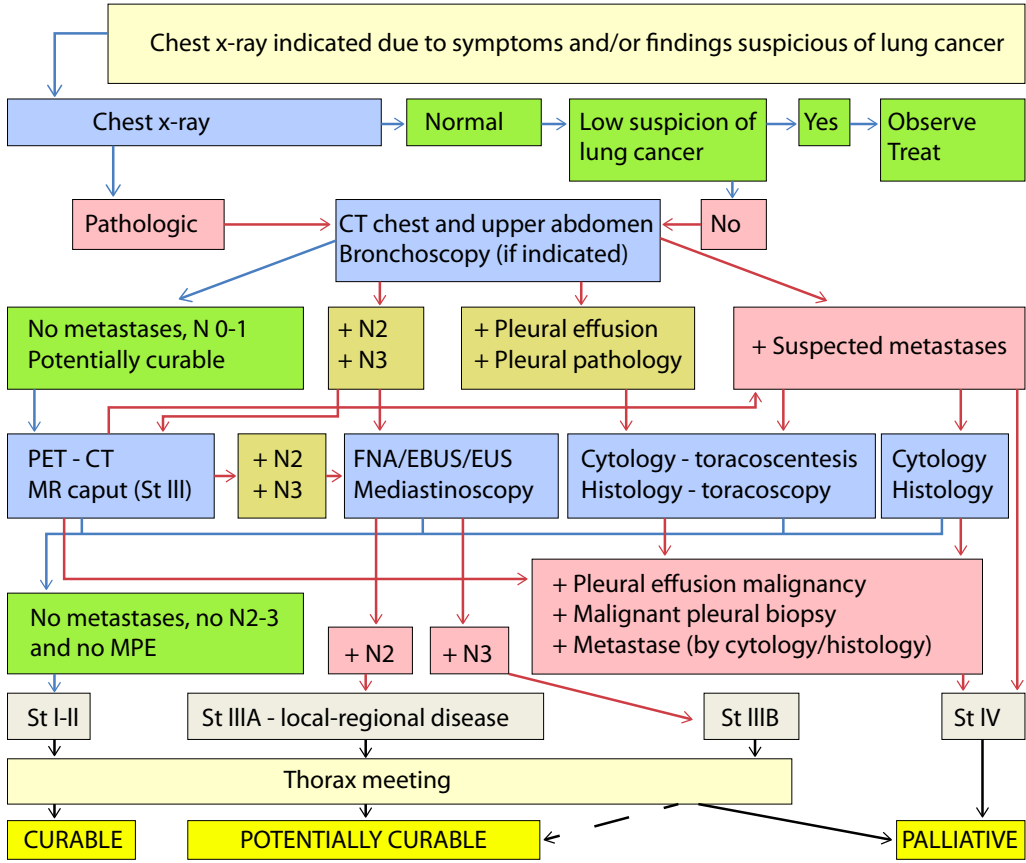 Chest x-ray indicated due to symptoms and/or findings suspicious of lung cancer
Chest x-ray
Normal
Low suspicion of
lung cancer
Yes
Observe
Treat
Pathologic
CT chest and upper abdomen
Bronchoscopy (if indicated)
No
No metastases, N 0-1
Potentially curable
+ N2
+ N3
+ Pleural effusion
+ Pleural pathology
+ Suspected metastases
PET - CT
MR caput (St III)
+ N2
+ N3
FNA/EBUS/EUS
Mediastinoscopy
Cytology - toracoscentesis
Histology - toracoscopy
Cytology
Histology
No metastases, no N2-3
and no MPE
+ N2
+ N3
+ Pleural effusion malignancy
+ Malignant pleural biopsy
+ Metastase (by cytology/histology)
St I-II
St IIIA - local-regional disease
St IIIB
St IV
Thorax meeting
CURABLE
POTENTIALLY CURABLE
PALLIATIVE